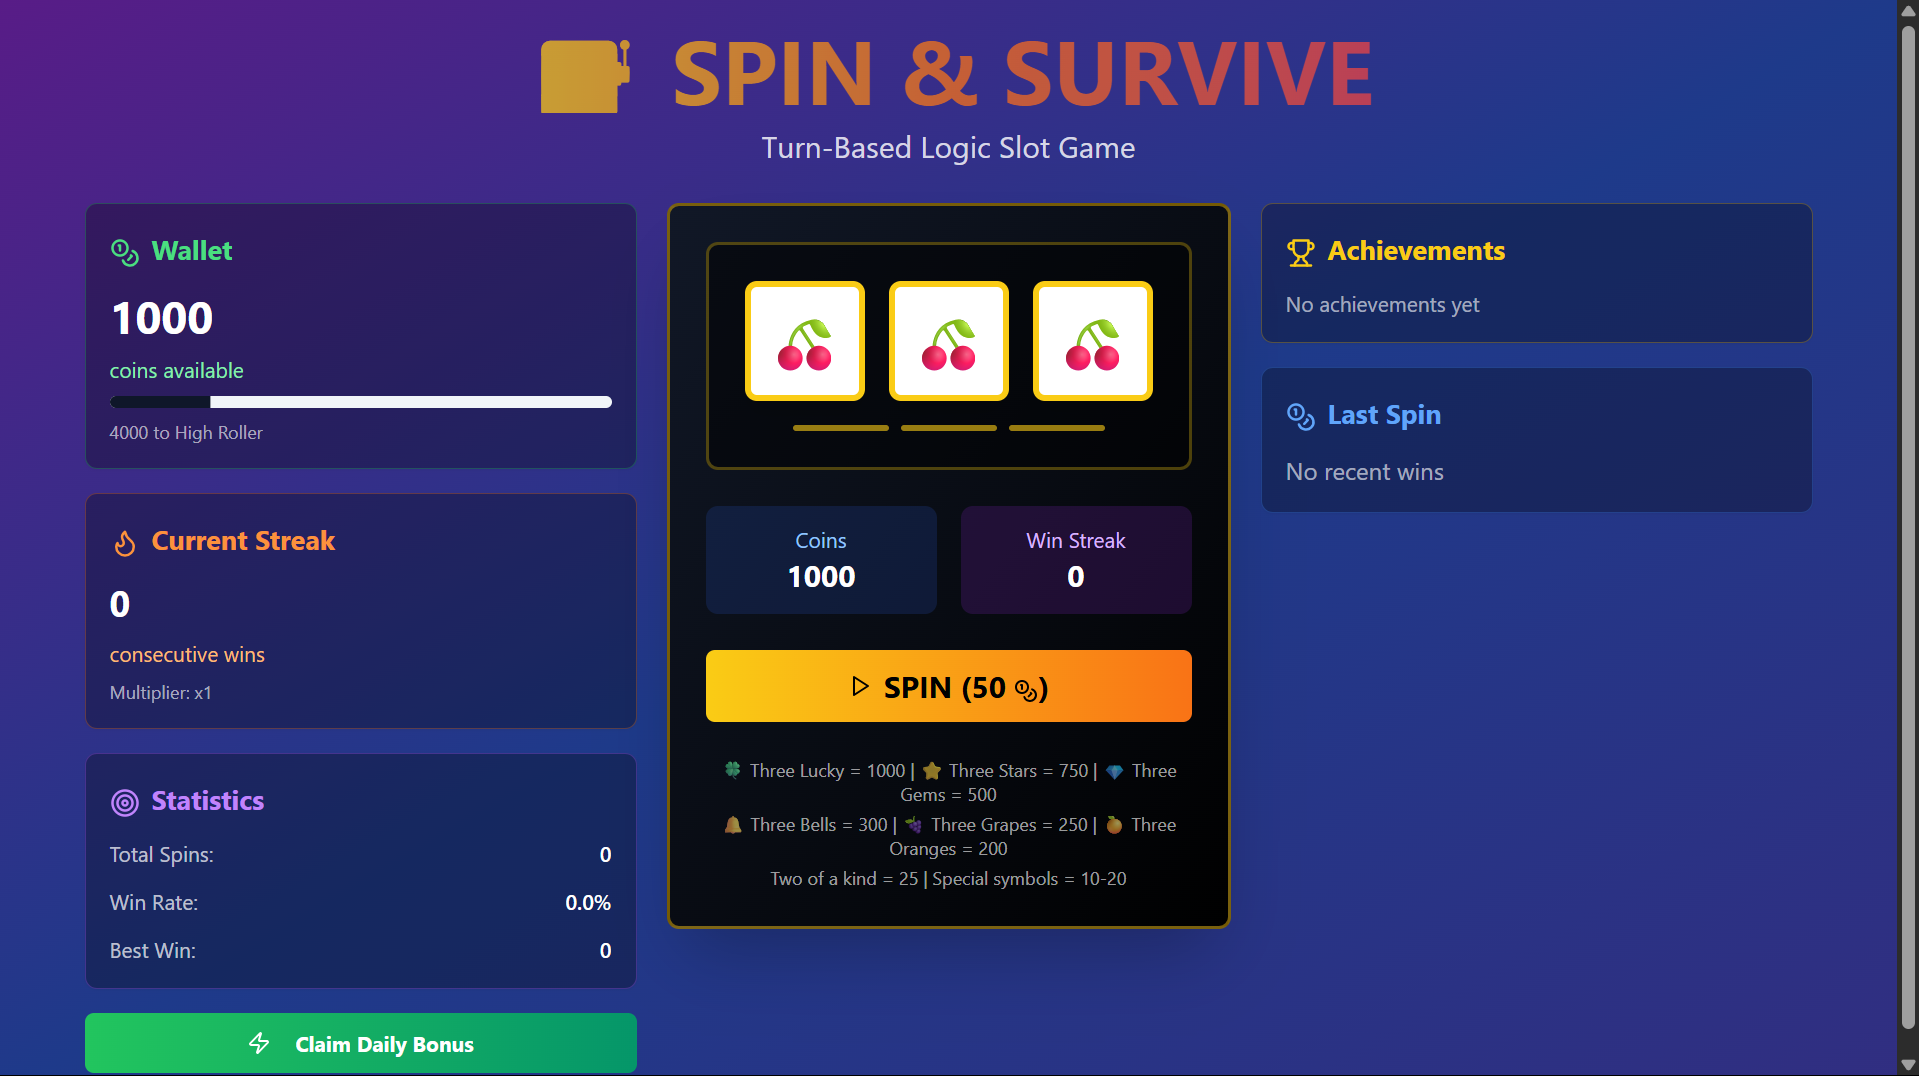 SPIN & SURVIVE
Turn-Based Logic Slot Game
Wallet
1000
coins available
4000 to High Roller
Current Streak
0
consecutive wins
Multiplier: x1
Statistics
Total Spins: 0
Win Rate: 0.0%
Best Win: 0
Claim Daily Bonus
Coins
1000
Win Streak
0
SPIN (50 )
Three Lucky = 1000 | Three Stars = 750 | Three
Gems = 500
Three Bells = 300 | Three Grapes = 250 | Three
Oranges = 200
Two of a kind = 25 | Special symbols = 10-20
Achievements
No achievements yet
Last Spin
No recent wins